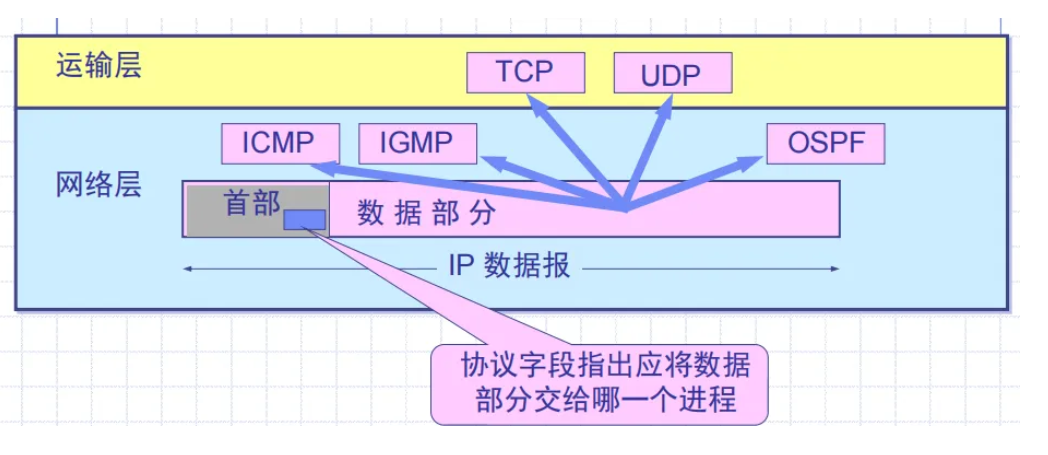 运输层
TCP
UDP
ICMP
IGMP
OSPF
网络层
首部
数据部分
IP 数据报
协议字段指出应将数据
部分交给哪一个进程